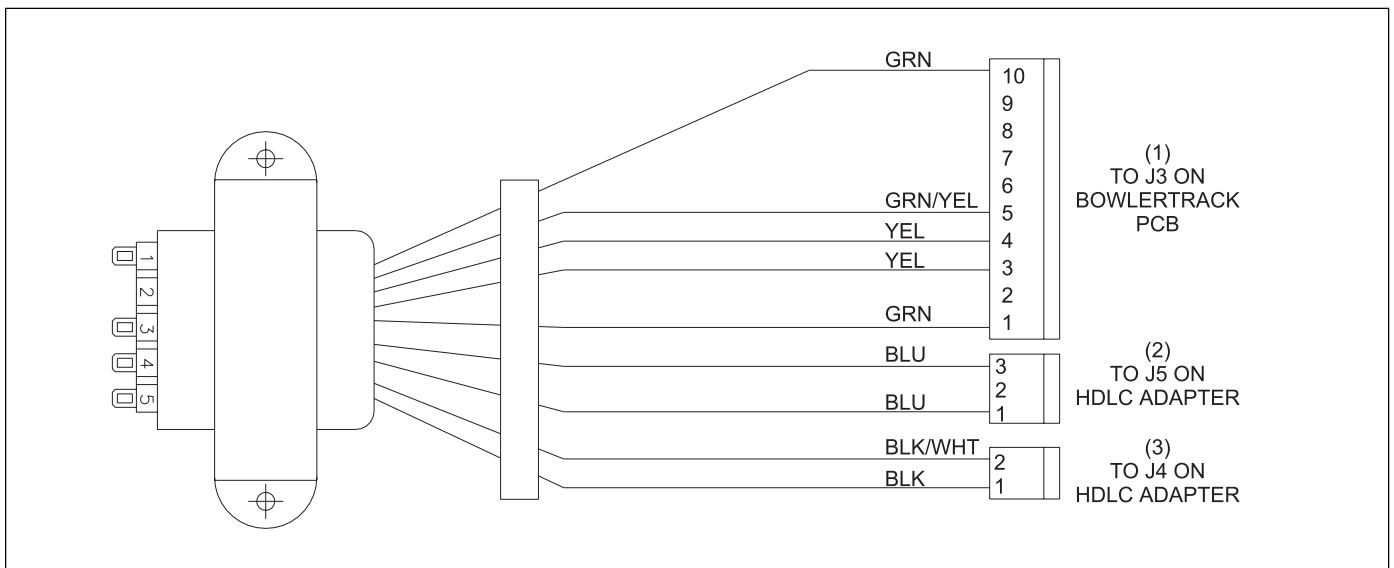 GRN
10
9
8
7
6
GRN/YEL
5
YEL
4
YEL
3
2
GRN
1
(1)
TO J3 ON
BOWLERTRACK
PCB
BLU
3
2
BLU
1
(2)
TO J5 ON
HDLC ADAPTER
BLK/WHT
2
BLK
1
(3)
TO J4 ON
HDLC ADAPTER
1
2
3
4
5